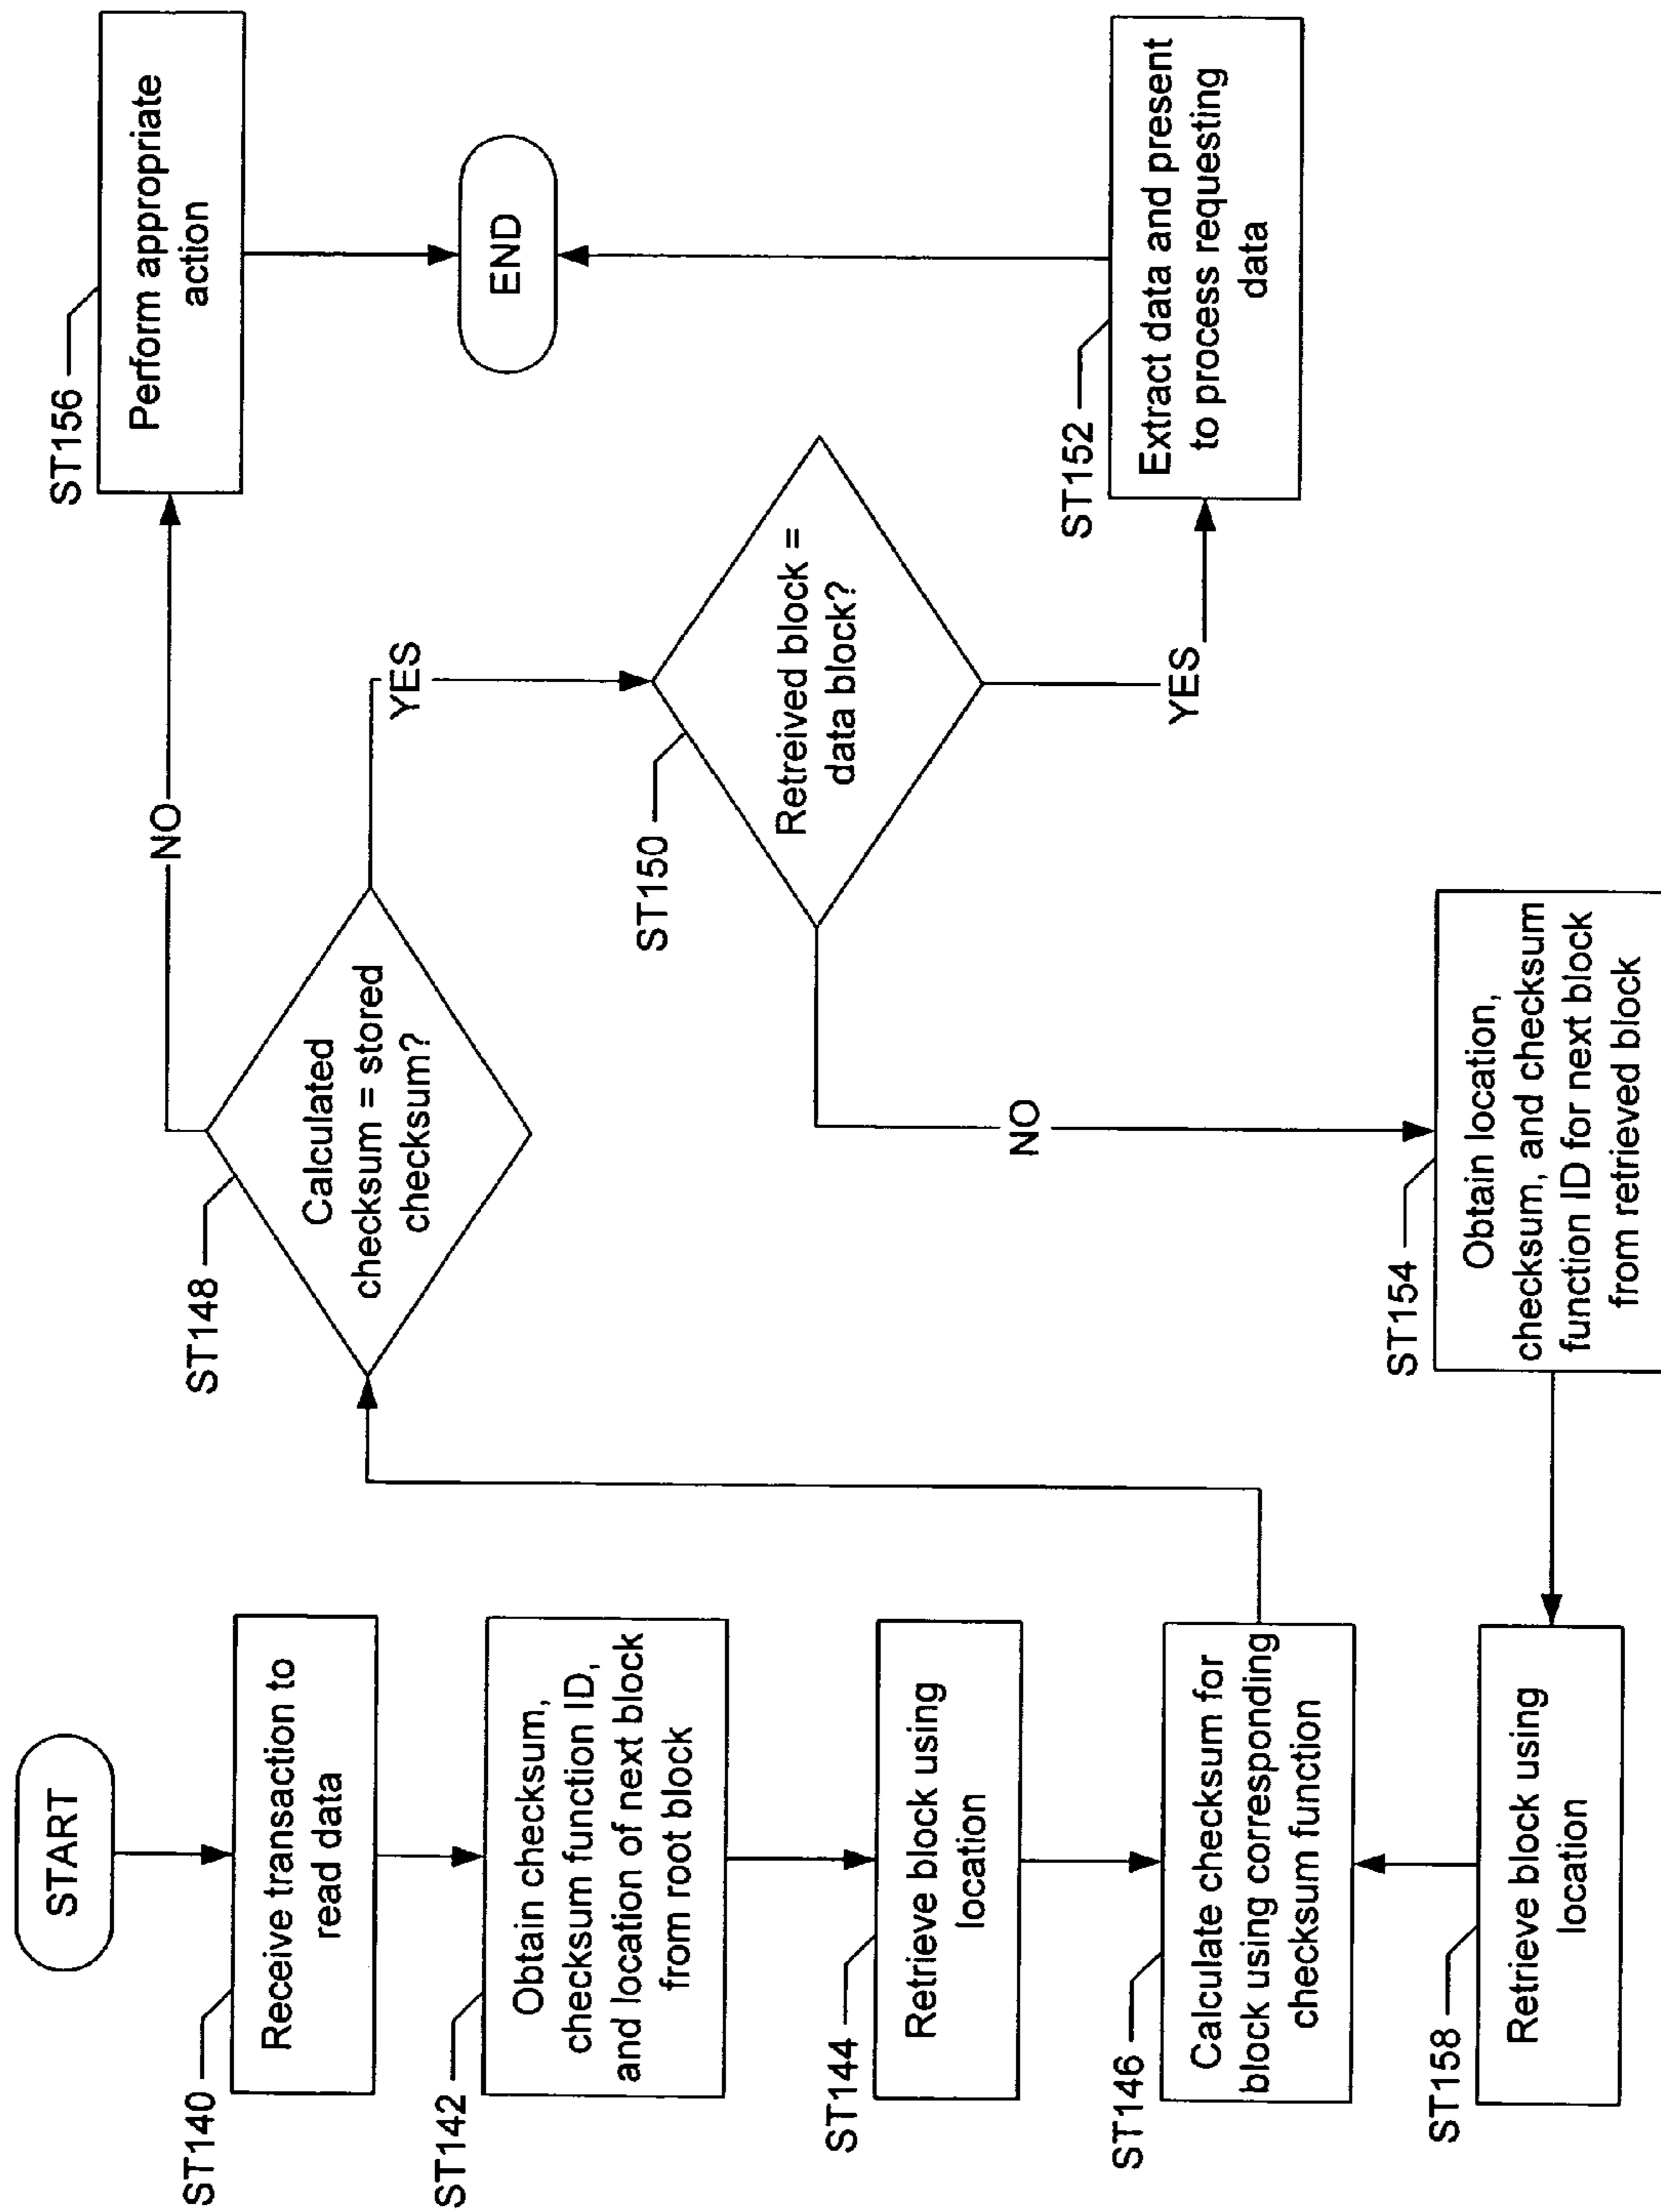 START
ST140
Receive transaction to
read data
ST142
Obtain checksum,
checksum function ID,
and location of next block
from root block
ST144
Retrieve block using
location
ST146
Calculate checksum for
block using corresponding
checksum function
ST158
Retrieve block using
location
ST148
Calculated
checksum = stored
checksum?
NO
YES
ST150
Retreived block =
data block?
NO
YES
ST154
Obtain location,
checksum, and checksum
function ID for next block
from retrieved block
ST156
Perform appropriate
action
END
ST152
Extract data and present
to process requesting
data